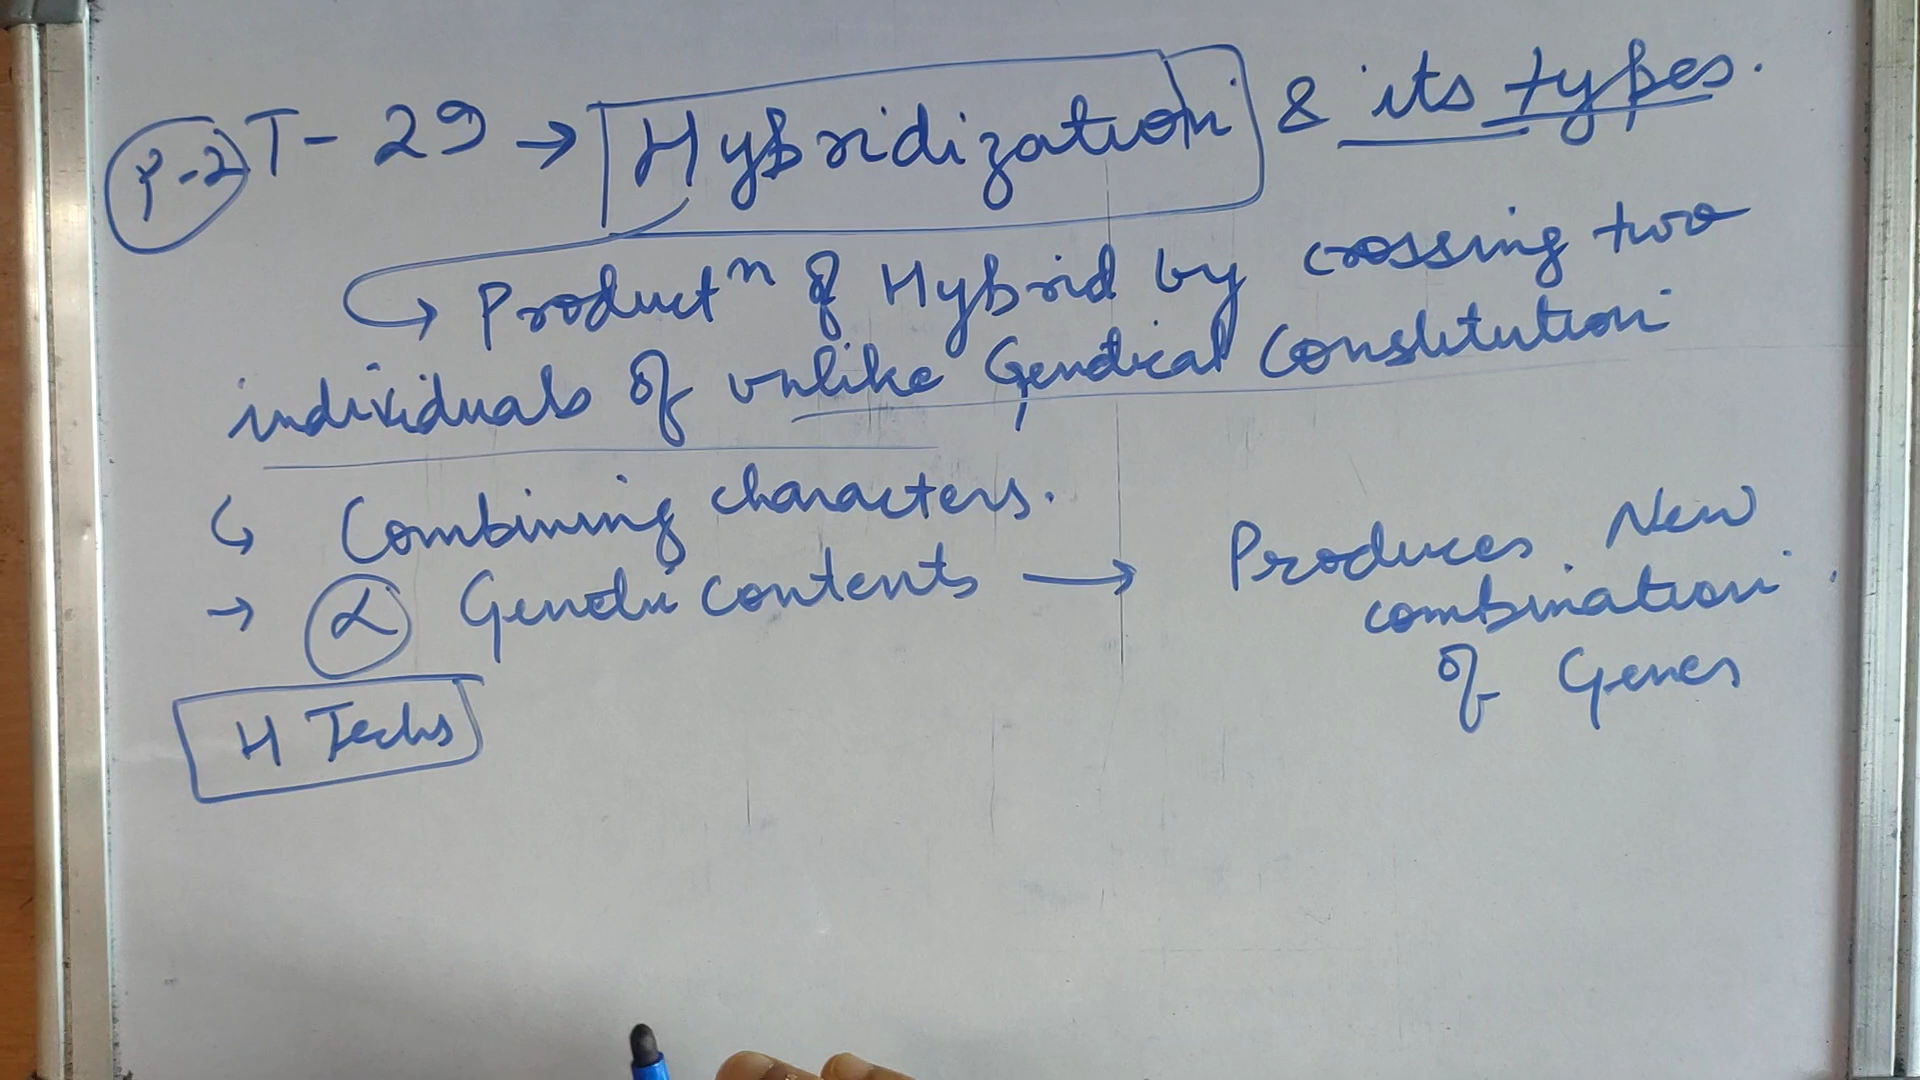 P-2 T-29 → Hybridization & its types.
↳ Productⁿ of Hybrid by crossing two
individuals of unlike Genetical Constitution
↳ Combining characters.
→ α Genetic contents → Produces New
combination
of Genes
H Techs